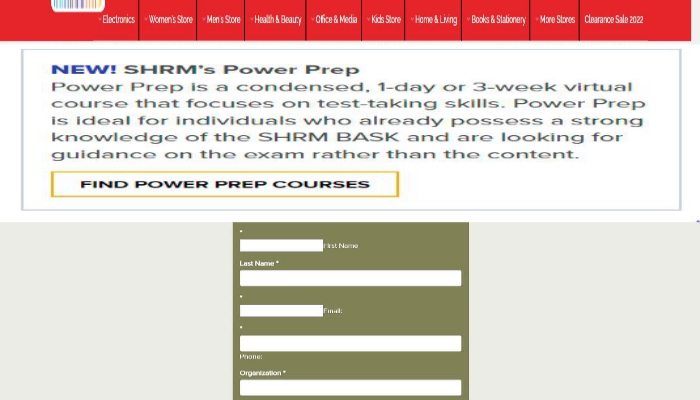 Electronics Women's Store Men's Store Health & Beauty Office & Media Kids Store Home & Living Books & Stationery More Stores Clearance Sale 2022
NEW! SHRM's Power Prep
Power Prep is a condensed, 1-day or 3-week virtual
course that focuses on test-taking skills. Power Prep
is ideal for individuals who already possess a strong
knowledge of the SHRM BASK and are looking for
guidance on the exam rather than the content.
FIND POWER PREP COURSES
*
First Name
Last Name *
*
Email:
*
Phone:
Organization *